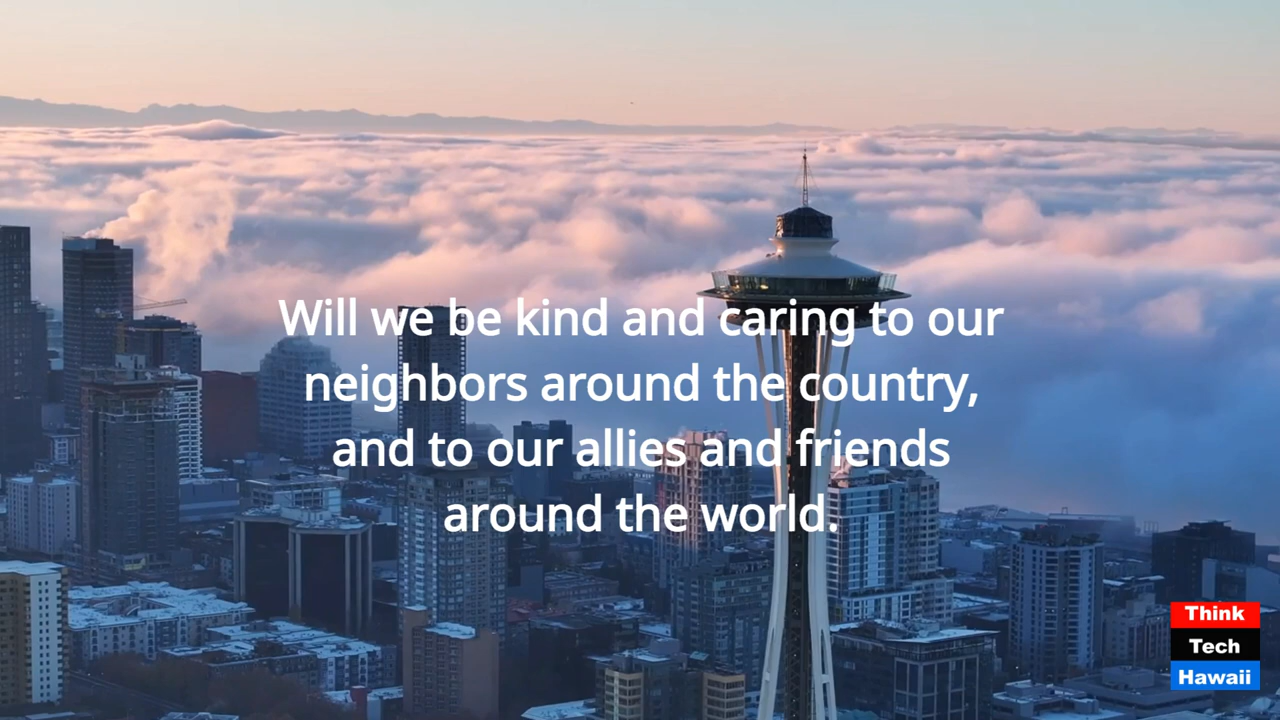 Will we be kind and caring to our
neighbors around the country,
and to our allies and friends
around the world.
Think
Tech
Hawaii